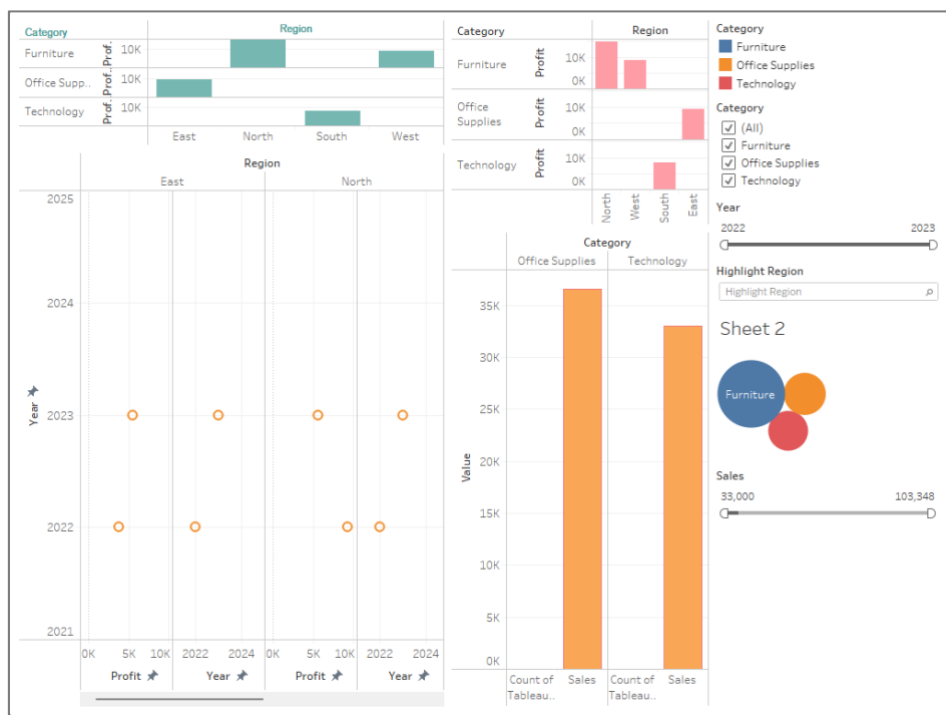 Category
Region
Furniture
Prof..
10K
Office Supp..
Prof..
10K
Technology
Prof..
10K
East
North
South
West
Category
Region
Furniture
Profit
10K
0K
Office
Supplies
Profit
10K
0K
Technology
Profit
10K
0K
North
West
South
East
Region
East
North
2025
2024
2023
2022
2021
Year
0K
5K
10K
2022
2024
0K
5K
10K
2022
2024
Profit
Year
Profit
Year
Category
Office Supplies
Technology
Value
35K
30K
25K
20K
15K
10K
5K
0K
Count of
Tableau..
Sales
Count of
Tableau..
Sales
Category
Furniture
Office Supplies
Technology
Category
(All)
Furniture
Office Supplies
Technology
Year
2022
2023
Highlight Region
Highlight Region
Sheet 2
Furniture
Sales
33,000
103,348